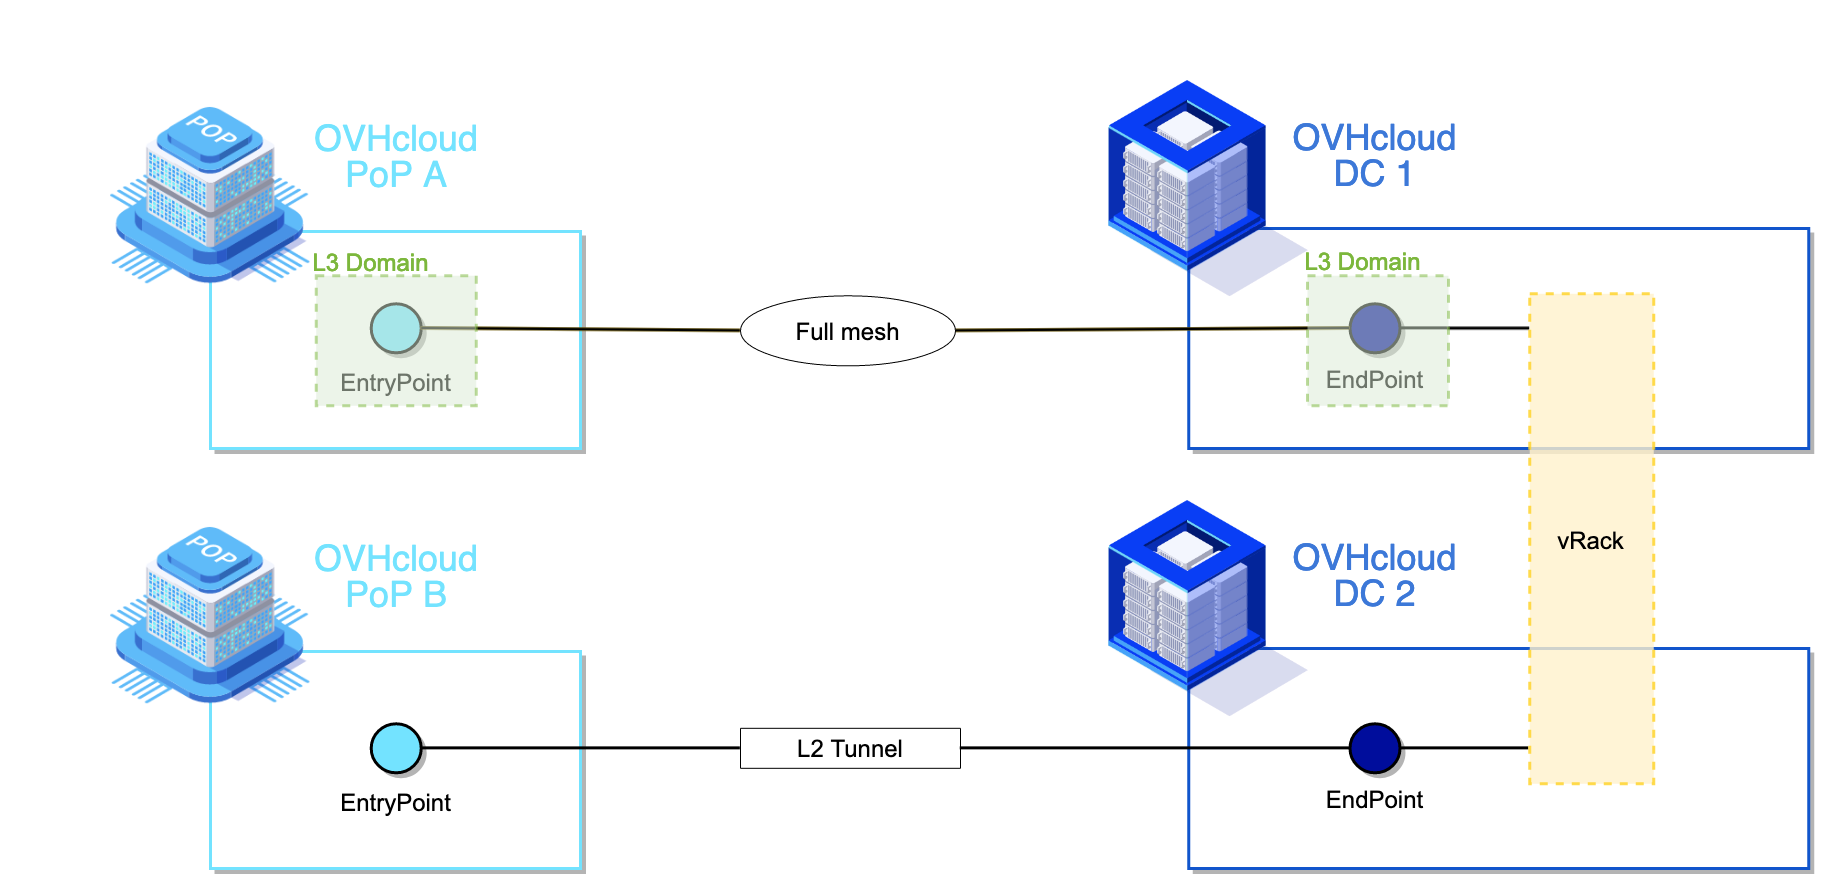 POP
OVHcloud
PoP A
OVHcloud
DC 1
L3 Domain
EntryPoint
Full mesh
L3 Domain
EndPoint
vRack
POP
OVHcloud
PoP B
OVHcloud
DC 2
EntryPoint
L2 Tunnel
EndPoint